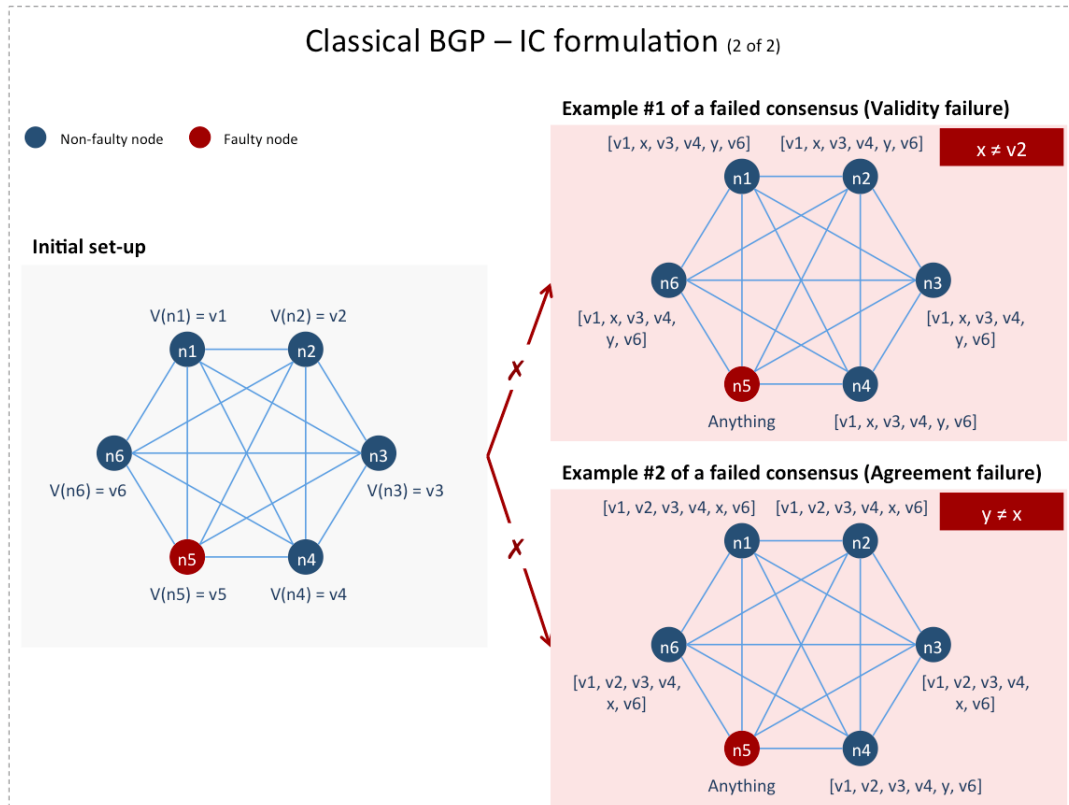 Classical BGP – IC formulation (2 of 2)
Non-faulty node
Faulty node
Initial set-up
V(n1) = v1
V(n2) = v2
n1
n2
n6
n3
V(n6) = v6
V(n3) = v3
n5
n4
V(n5) = v5
V(n4) = v4
✗
✗
Example #1 of a failed consensus (Validity failure)
[v1, x, v3, v4, y, v6]
[v1, x, v3, v4, y, v6]
x ≠ v2
n1
n2
n6
n3
[v1, x, v3, v4,
y, v6]
[v1, x, v3, v4,
y, v6]
n5
n4
Anything
[v1, x, v3, v4, y, v6]
Example #2 of a failed consensus (Agreement failure)
[v1, v2, v3, v4, x, v6]
[v1, v2, v3, v4, x, v6]
y ≠ x
n1
n2
n6
n3
[v1, v2, v3, v4,
x, v6]
[v1, v2, v3, v4,
x, v6]
n5
n4
Anything
[v1, v2, v3, v4, y, v6]